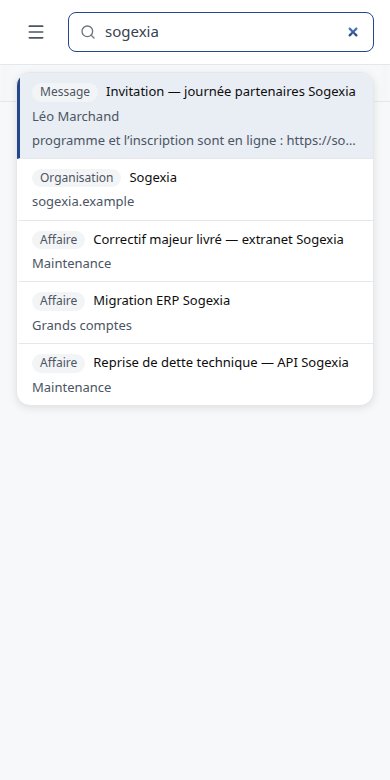 sogexia
Message Invitation — journée partenaires Sogexia
Léo Marchand
programme et l’inscription sont en ligne : https://so…
Organisation Sogexia
sogexia.example
Affaire Correctif majeur livré — extranet Sogexia
Maintenance
Affaire Migration ERP Sogexia
Grands comptes
Affaire Reprise de dette technique — API Sogexia
Maintenance